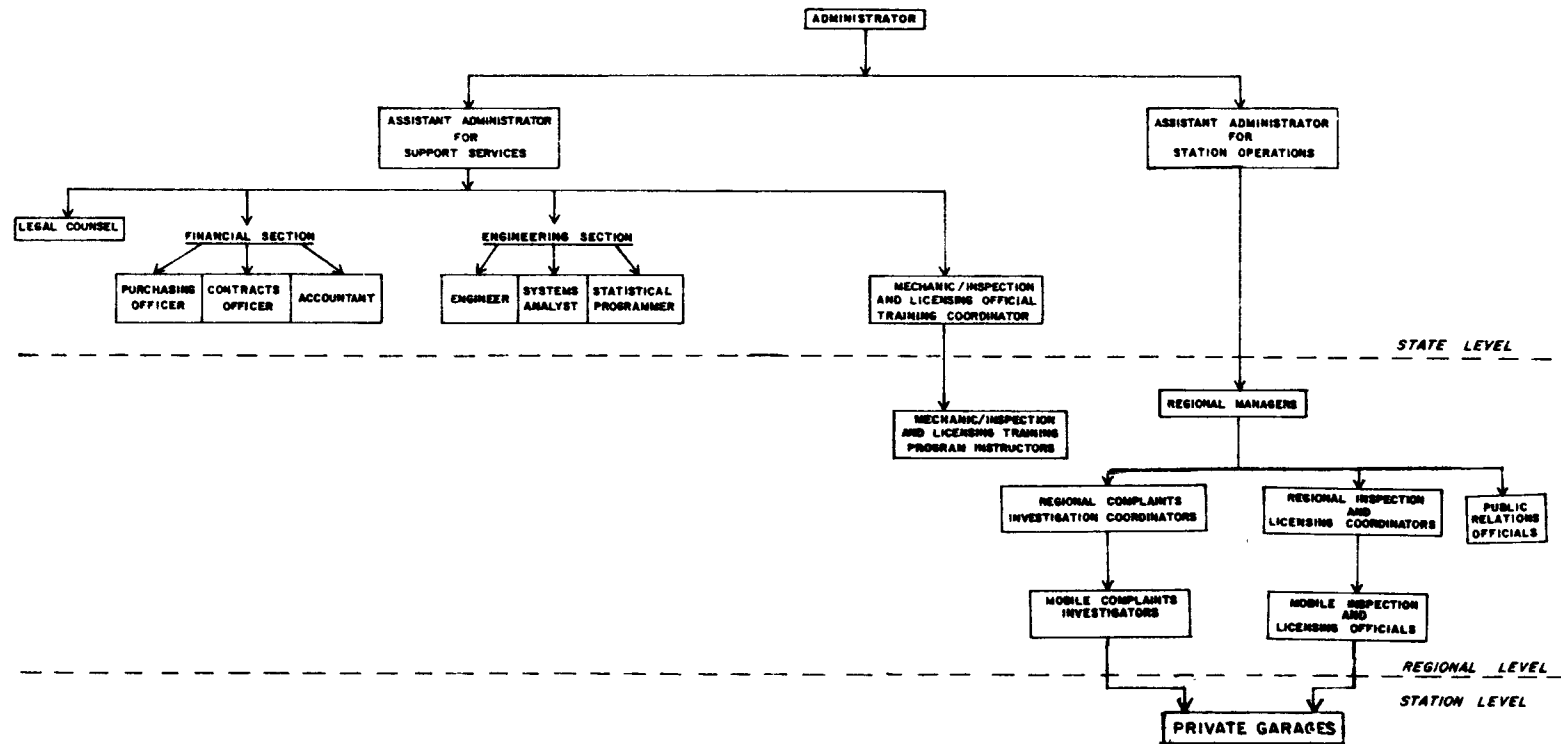 ADMINISTRATOR
ASSISTANT ADMINISTRATOR
FOR
SUPPORT SERVICES
ASSISTANT ADMINISTRATOR
FOR
STATION OPERATIONS
LEGAL COUNSEL
FINANCIAL SECTION
ENGINEERING SECTION
PURCHASING
OFFICER
CONTRACTS
OFFICER
ACCOUNTANT
ENGINEER
SYSTEMS
ANALYST
STATISTICAL
PROGRAMMER
MECHANIC/INSPECTION
AND LICENSING OFFICIAL
TRAINING COORDINATOR
STATE LEVEL
REGIONAL MANAGERS
MECHANIC/INSPECTION
AND LICENSING TRAINING
PROGRAM INSTRUCTORS
REGIONAL COMPLAINTS
INVESTIGATION COORDINATORS
REGIONAL INSPECTION
AND
LICENSING COORDINATORS
PUBLIC
RELATIONS
OFFICIALS
MOBILE COMPLAINTS
INVESTIGATORS
MOBILE INSPECTION
AND
LICENSING OFFICIALS
REGIONAL LEVEL
STATION LEVEL
PRIVATE GARAGES